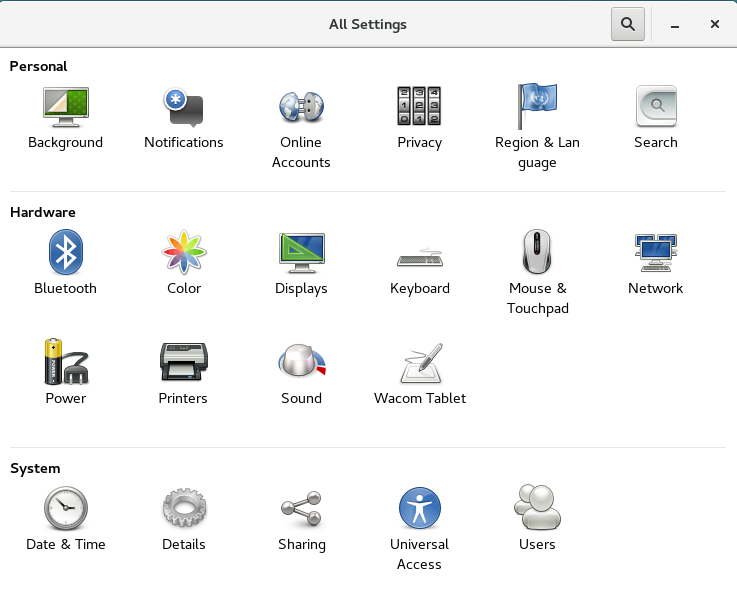 All Settings
Personal
Background
Notifications
Online
Accounts
Privacy
Region & Lan
guage
Search
Hardware
Bluetooth
Color
Displays
Keyboard
Mouse &
Touchpad
Network
Power
Printers
Sound
Wacom Tablet
System
Date & Time
Details
Sharing
Universal
Access
Users